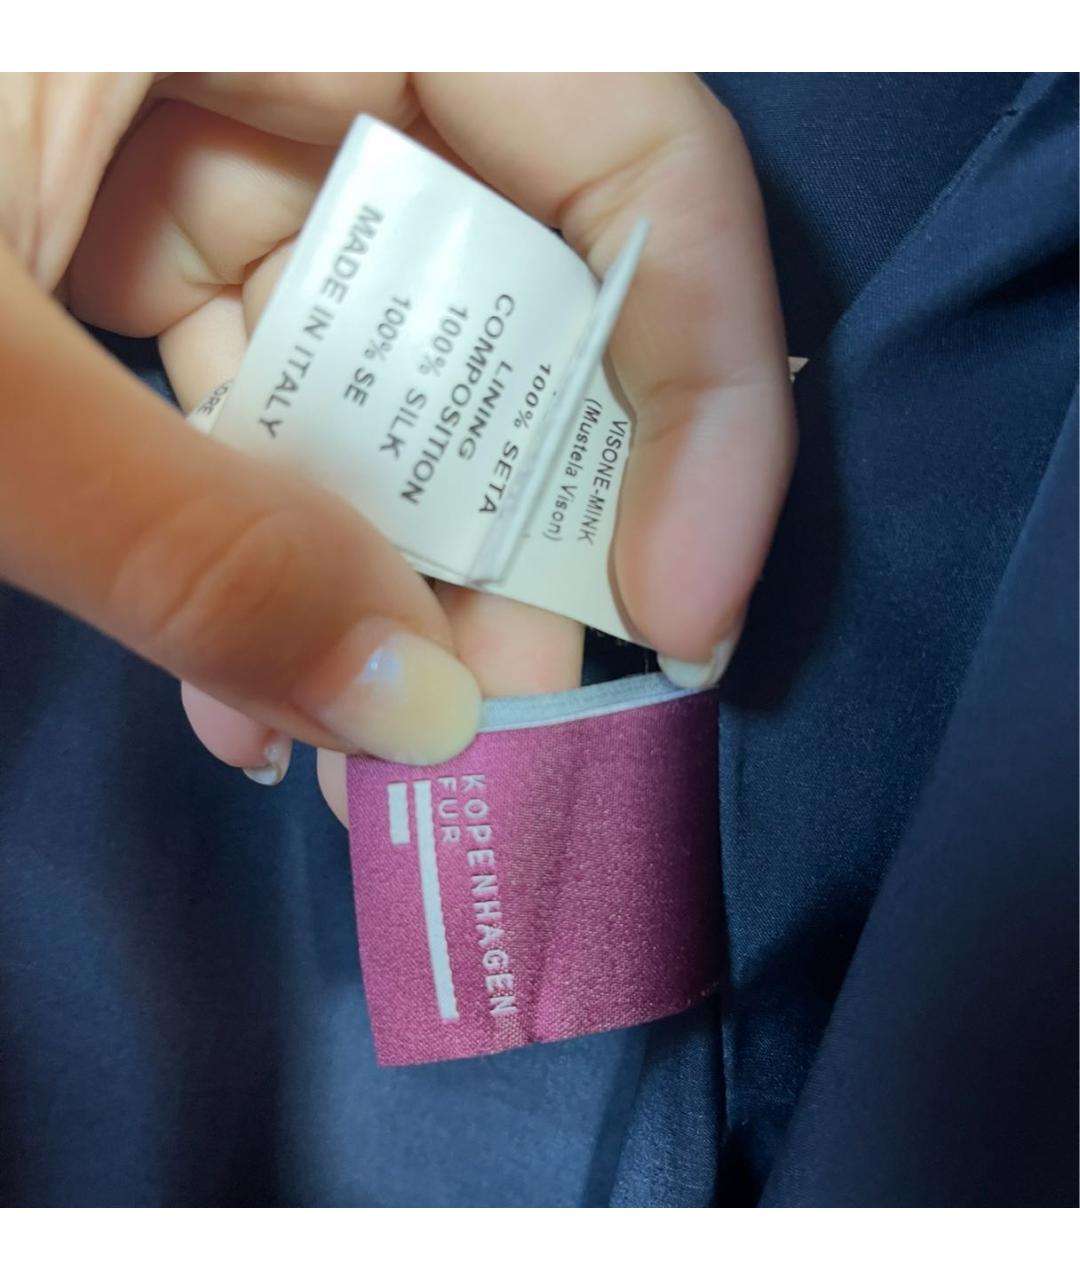 VISONE-MINK
(Mustela Vison)
100% SETA
LINING
COMPOSITION
100% SILK
100% SE
MADE IN ITALY
KOPENHAGEN
FUR